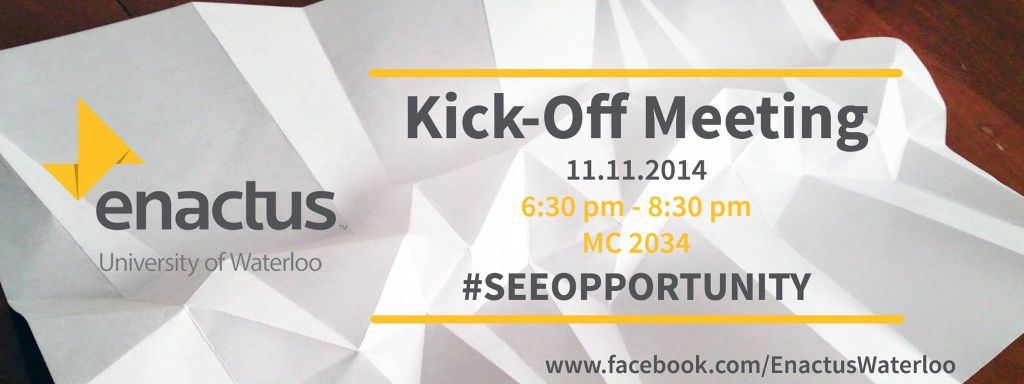 enactus™
University of Waterloo
Kick-Off Meeting
11.11.2014
6:30 pm - 8:30 pm
MC 2034
#SEEOPPORTUNITY
www.facebook.com/EnactusWaterloo